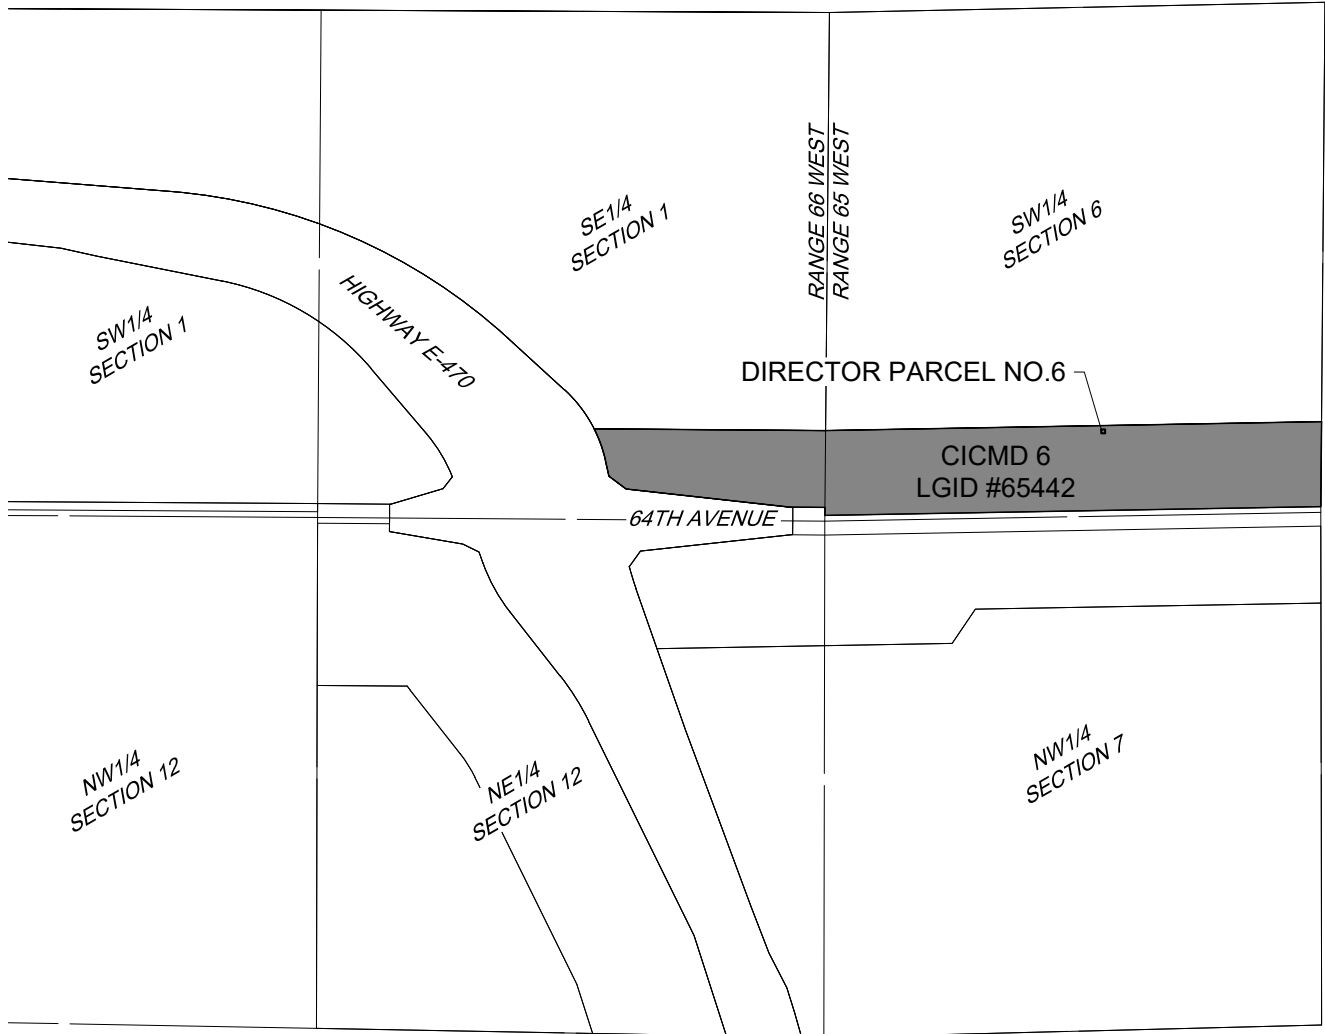 RANGE 66 WEST
RANGE 65 WEST
SE1/4
SECTION 1
SW1/4
SECTION 6
HIGHWAY E-470
SW1/4
SECTION 1
DIRECTOR PARCEL NO.6
CICMD 6
LGID #65442
64TH AVENUE
NW1/4
SECTION 12
NE1/4
SECTION 12
NW1/4
SECTION 7